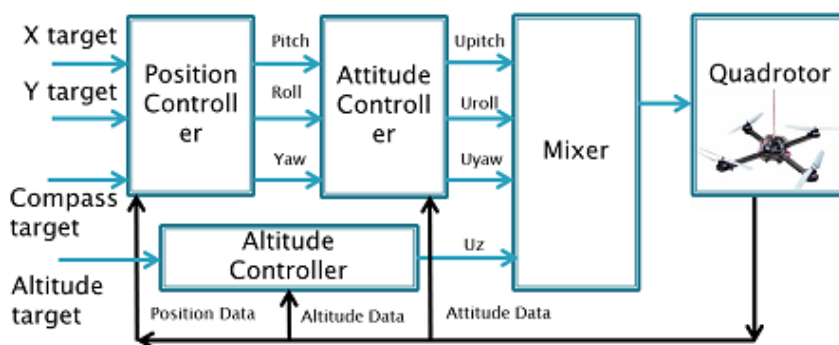 X target
Y target
Compass
target
Altitude
target
Position
Controll
er
Pitch
Roll
Yaw
Attitude
Controll
er
Upitch
Uroll
Uyaw
Altitude
Controller
Uz
Mixer
Quadrotor
Position Data
Altitude Data
Attitude Data